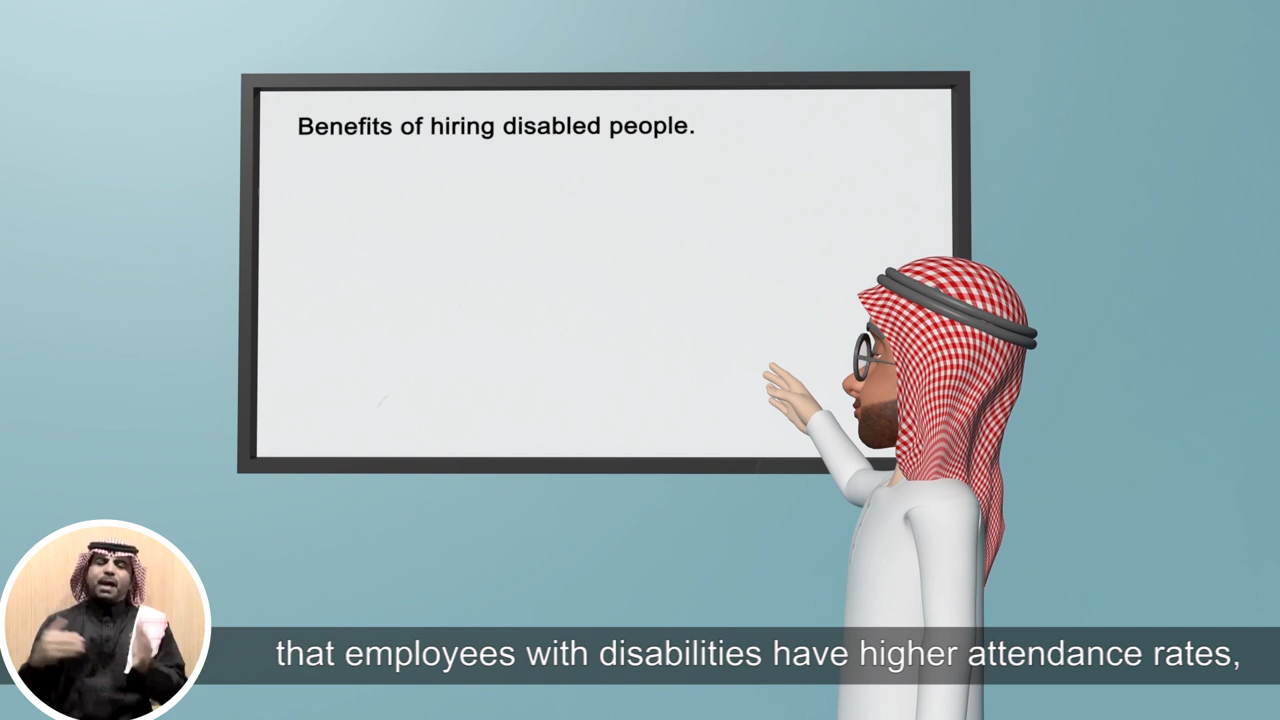 Benefits of hiring disabled people.
that employees with disabilities have higher attendance rates,